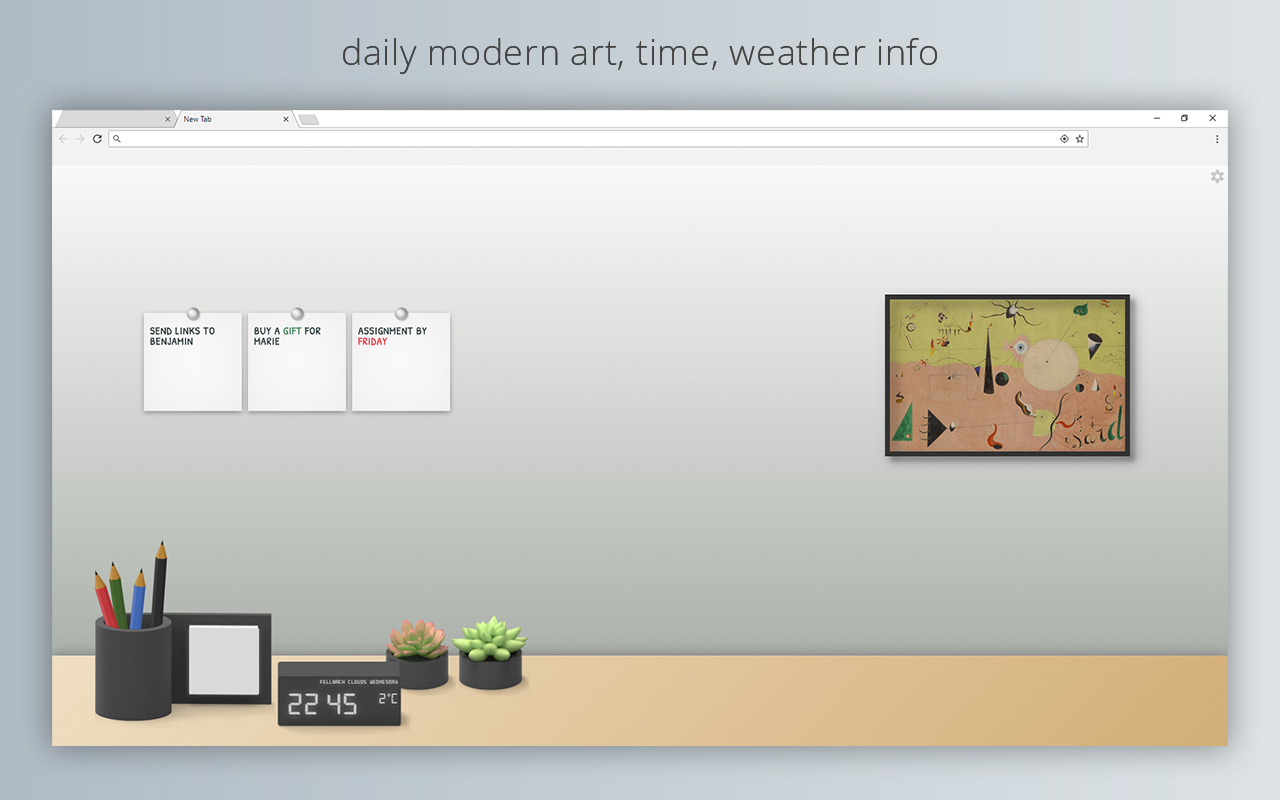 daily modern art, time, weather info
New Tab
SEND LINKS TO
BENJAMIN
BUY A GIFT FOR
MARIE
ASSIGNMENT BY
FRIDAY
sard
FELLBACH CLOUDS WEDNESDAY
22 45
2°C